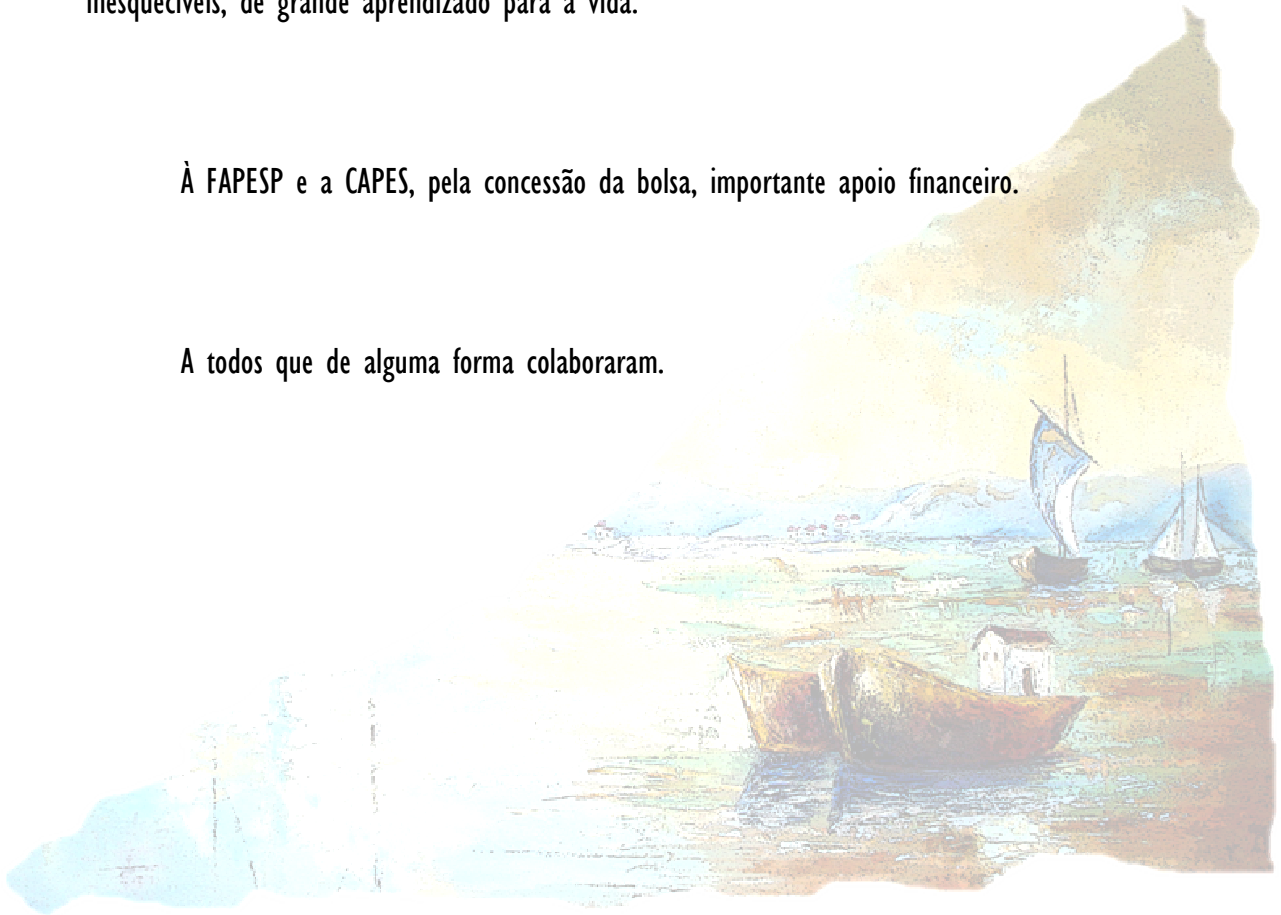 inesquecíveis, de grande aprendizado para a vida.
À FAPESP e a CAPES, pela concessão da bolsa, importante apoio financeiro.
A todos que de alguma forma colaboraram.